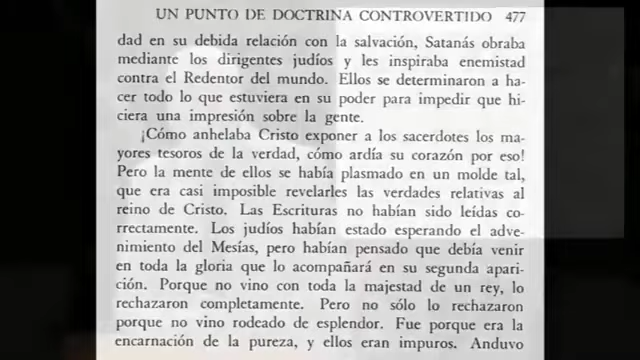 UN PUNTO DE DOCTRINA CONTROVERTIDO 477
dad en su debida relación con la salvación, Satanás obraba
mediante los dirigentes judíos y les inspiraba enemistad
contra el Redentor del mundo. Ellos se determinaron a ha-
cer todo lo que estuviera en su poder para impedir que hi-
ciera una impresión sobre la gente.
¡Cómo anhelaba Cristo exponer a los sacerdotes los ma-
yores tesoros de la verdad, cómo ardía su corazón por eso!
Pero la mente de ellos se había plasmado en un molde tal,
que era casi imposible revelarles las verdades relativas al
reino de Cristo. Las Escrituras no habían sido leídas co-
rrectamente. Los judíos habían estado esperando el adve-
nimiento del Mesías, pero habían pensado que debía venir
en toda la gloria que lo acompañará en su segunda apari-
ción. Porque no vino con toda la majestad de un rey, lo
rechazaron completamente. Pero no sólo lo rechazaron
porque no vino rodeado de esplendor. Fue porque era la
encarnación de la pureza, y ellos eran impuros. Anduvo